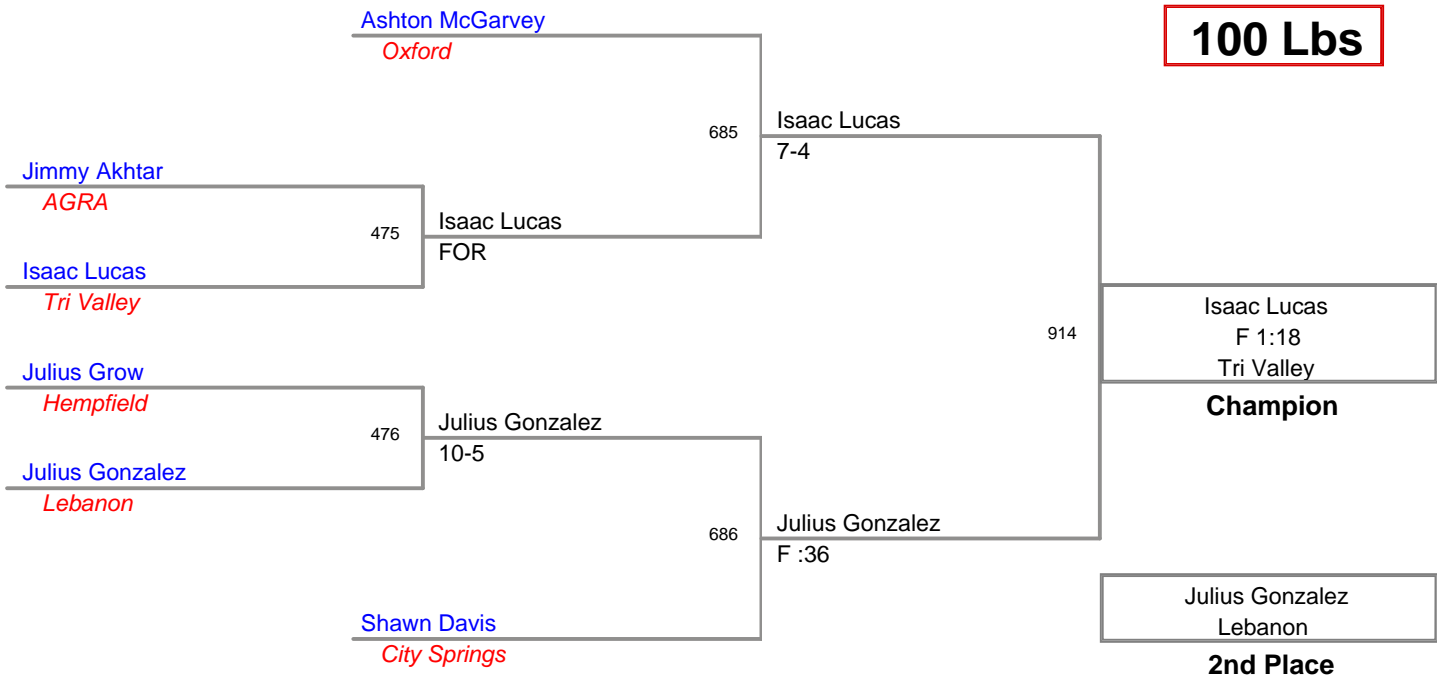 Ashton McGarvey
Oxford
100 Lbs
685
Isaac Lucas
7-4
Jimmy Akhtar
AGRA
475
Isaac Lucas
FOR
Isaac Lucas
Tri Valley
914
Isaac Lucas
F 1:18
Tri Valley
Champion
Julius Grow
Hempfield
476
Julius Gonzalez
10-5
Julius Gonzalez
Lebanon
686
Julius Gonzalez
F :36
Shawn Davis
City Springs
Julius Gonzalez
Lebanon
2nd Place